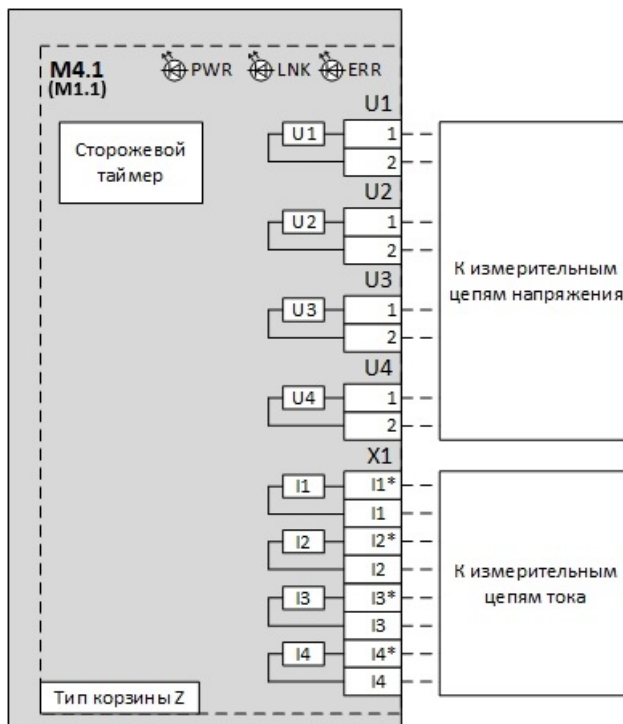 M4.1
(M1.1)
PWR LNK ERR
Сторожевой
таймер
U1
U1 1
2
U2
U2 1
2
U3
U3 1
2
U4
U4 1
2
К измерительным
цепям напряжения
X1
I1 I1*
I1
I2 I2*
I2
I3 I3*
I3
I4 I4*
I4
К измерительным
цепям тока
Тип корзины Z